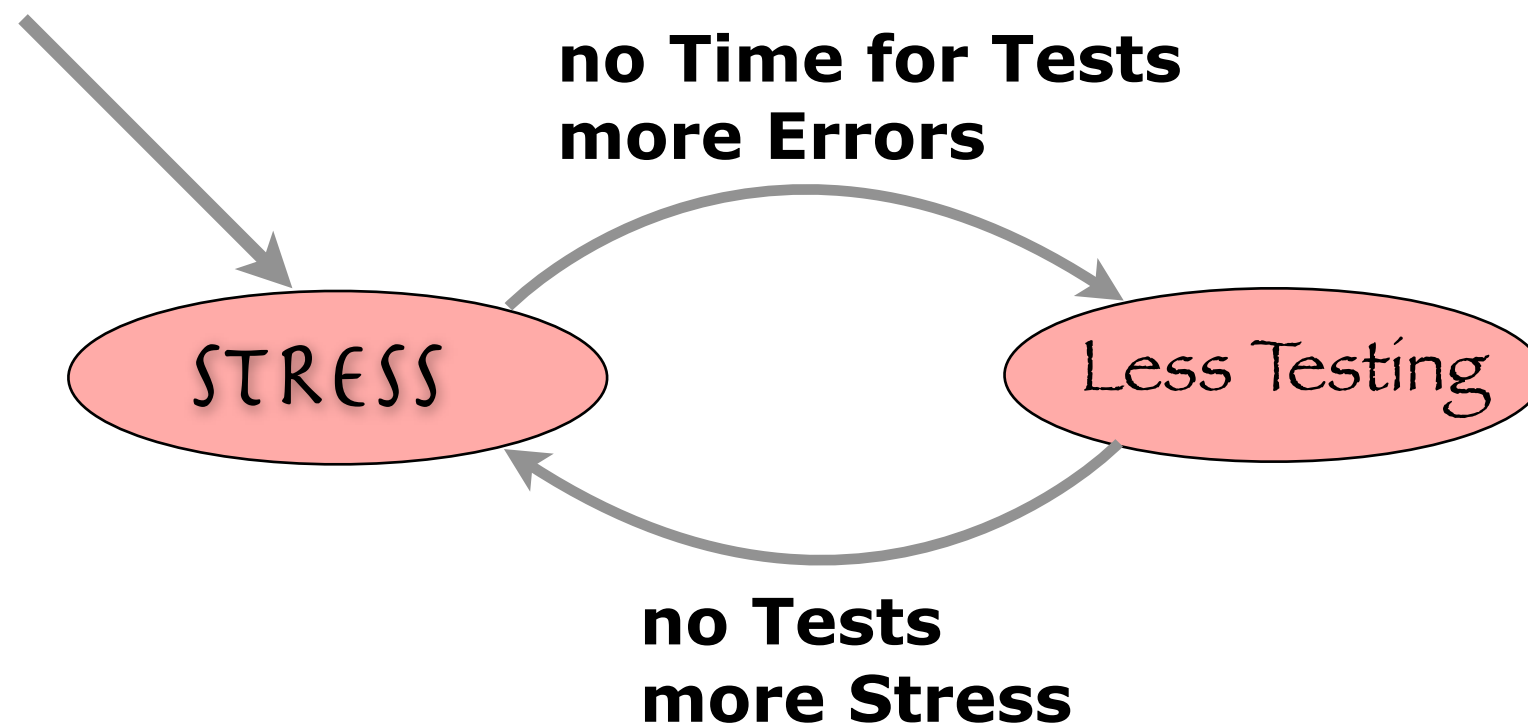 no Time for Tests
more Errors
STRESS
Less Testing
no Tests
more Stress